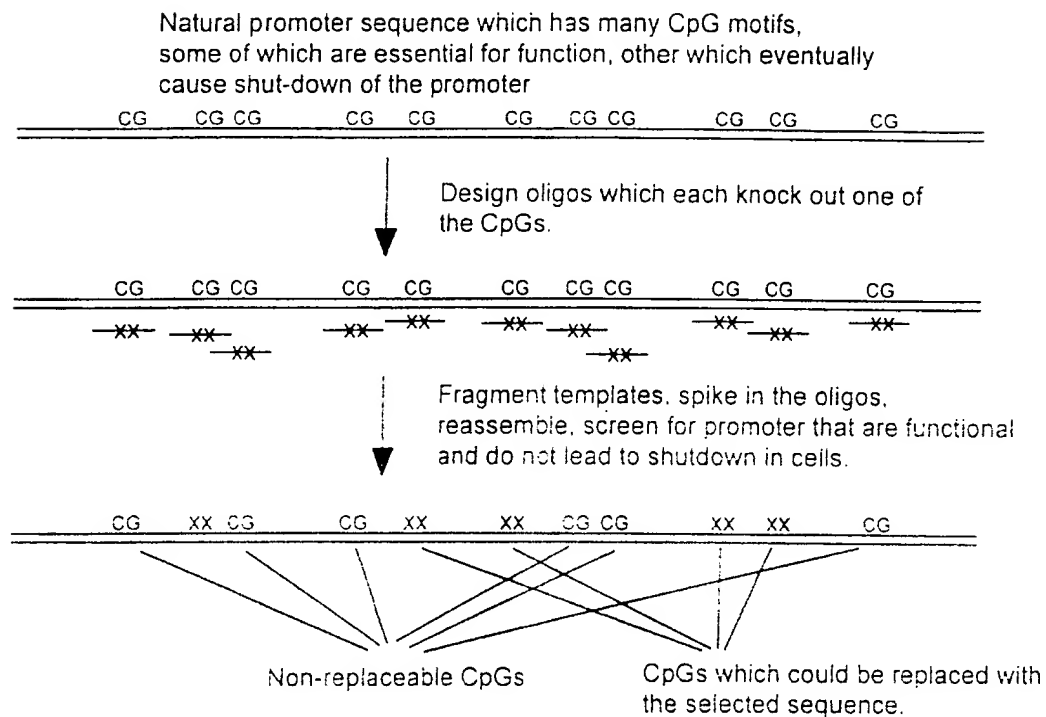 Natural promoter sequence which has many CpG motifs,
some of which are essential for function, other which eventually
cause shut-down of the promoter
CG CG CG CG CG CG CG CG CG CG CG
Design oligos which each knock out one of
the CpGs.
CG CG CG CG CG CG CG CG CG CG CG
XX XX XX XX XX XX XX XX XX XX XX
Fragment templates, spike in the oligos,
reassemble, screen for promoter that are functional
and do not lead to shutdown in cells.
CG XX CG CG XX XX CG CG XX XX CG
Non-replaceable CpGs
CpGs which could be replaced with
the selected sequence.